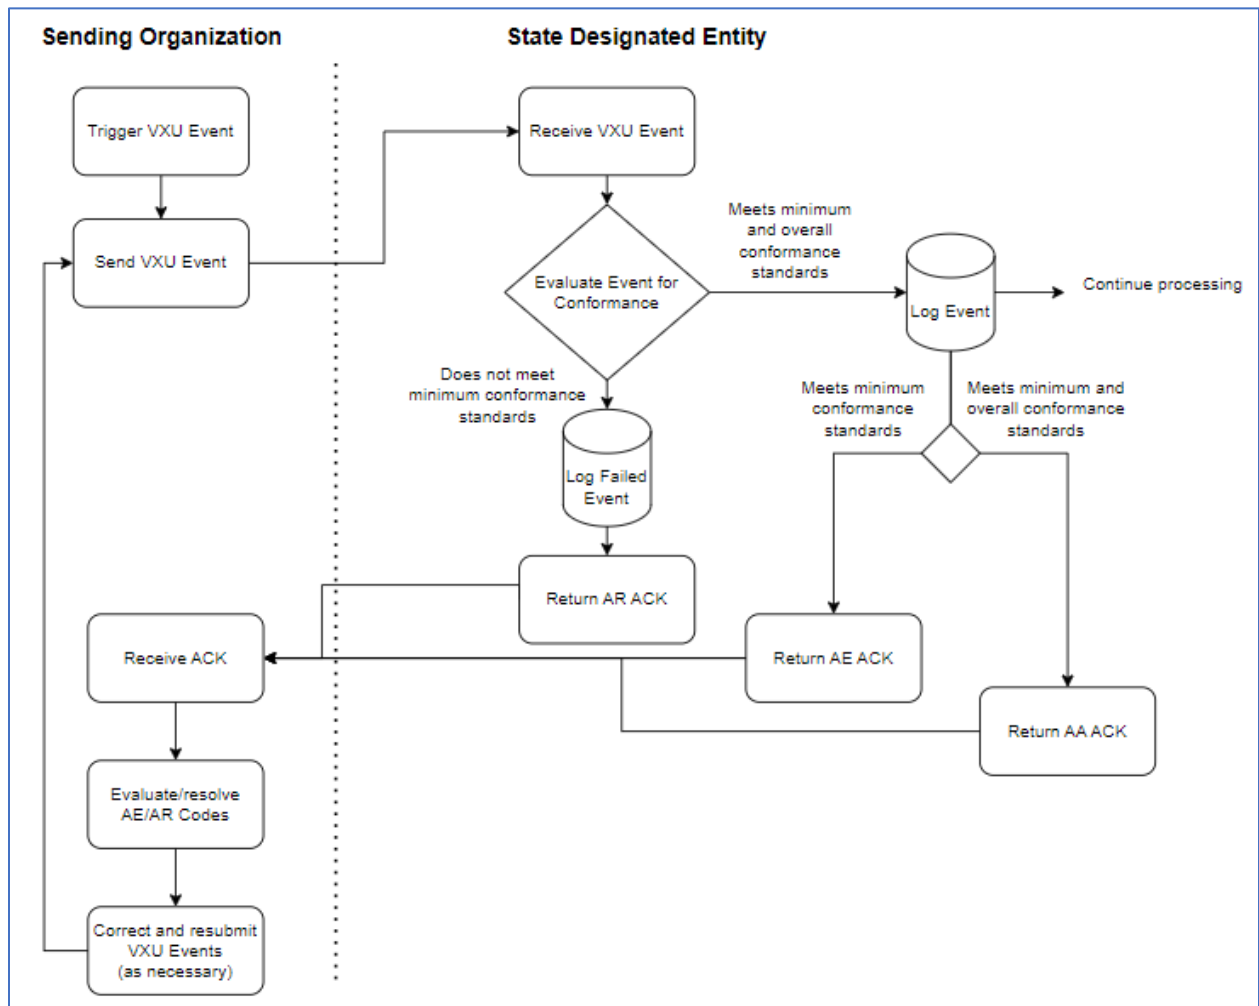 Sending Organization
State Designated Entity
Trigger VXU Event
Receive VXU Event
Send VXU Event
Meets minimum
and overall
conformance
standards
Evaluate Event for
Conformance
Log Event
Continue processing
Does not meet
minimum conformance
standards
Meets minimum
conformance
standards
Meets minimum and
overall conformance
standards
Log Failed
Event
Return AR ACK
Receive ACK
Return AE ACK
Return AA ACK
Evaluate/resolve
AE/AR Codes
Correct and resubmit
VXU Events
(as necessary)